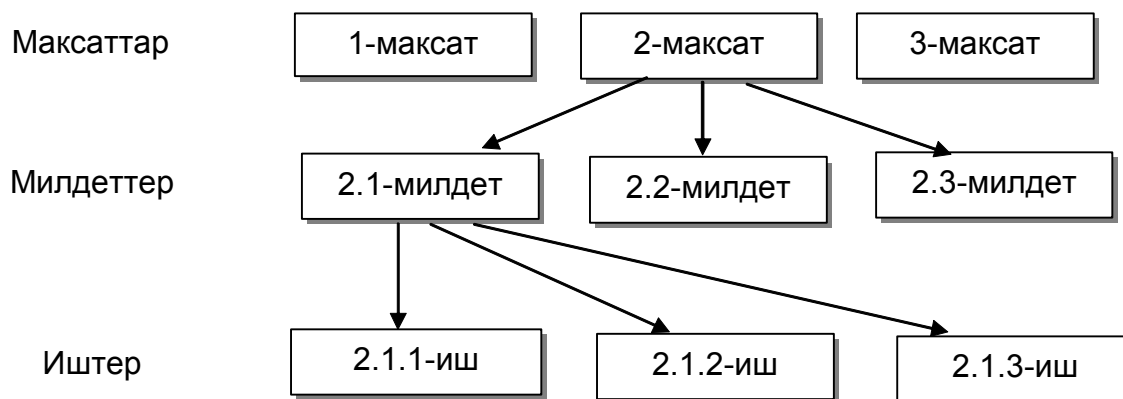 Максаттар 1-максат 2-максат 3-максат
Милдеттер 2.1-милдет 2.2-милдет 2.3-милдет
Иштер 2.1.1-иш 2.1.2-иш 2.1.3-иш